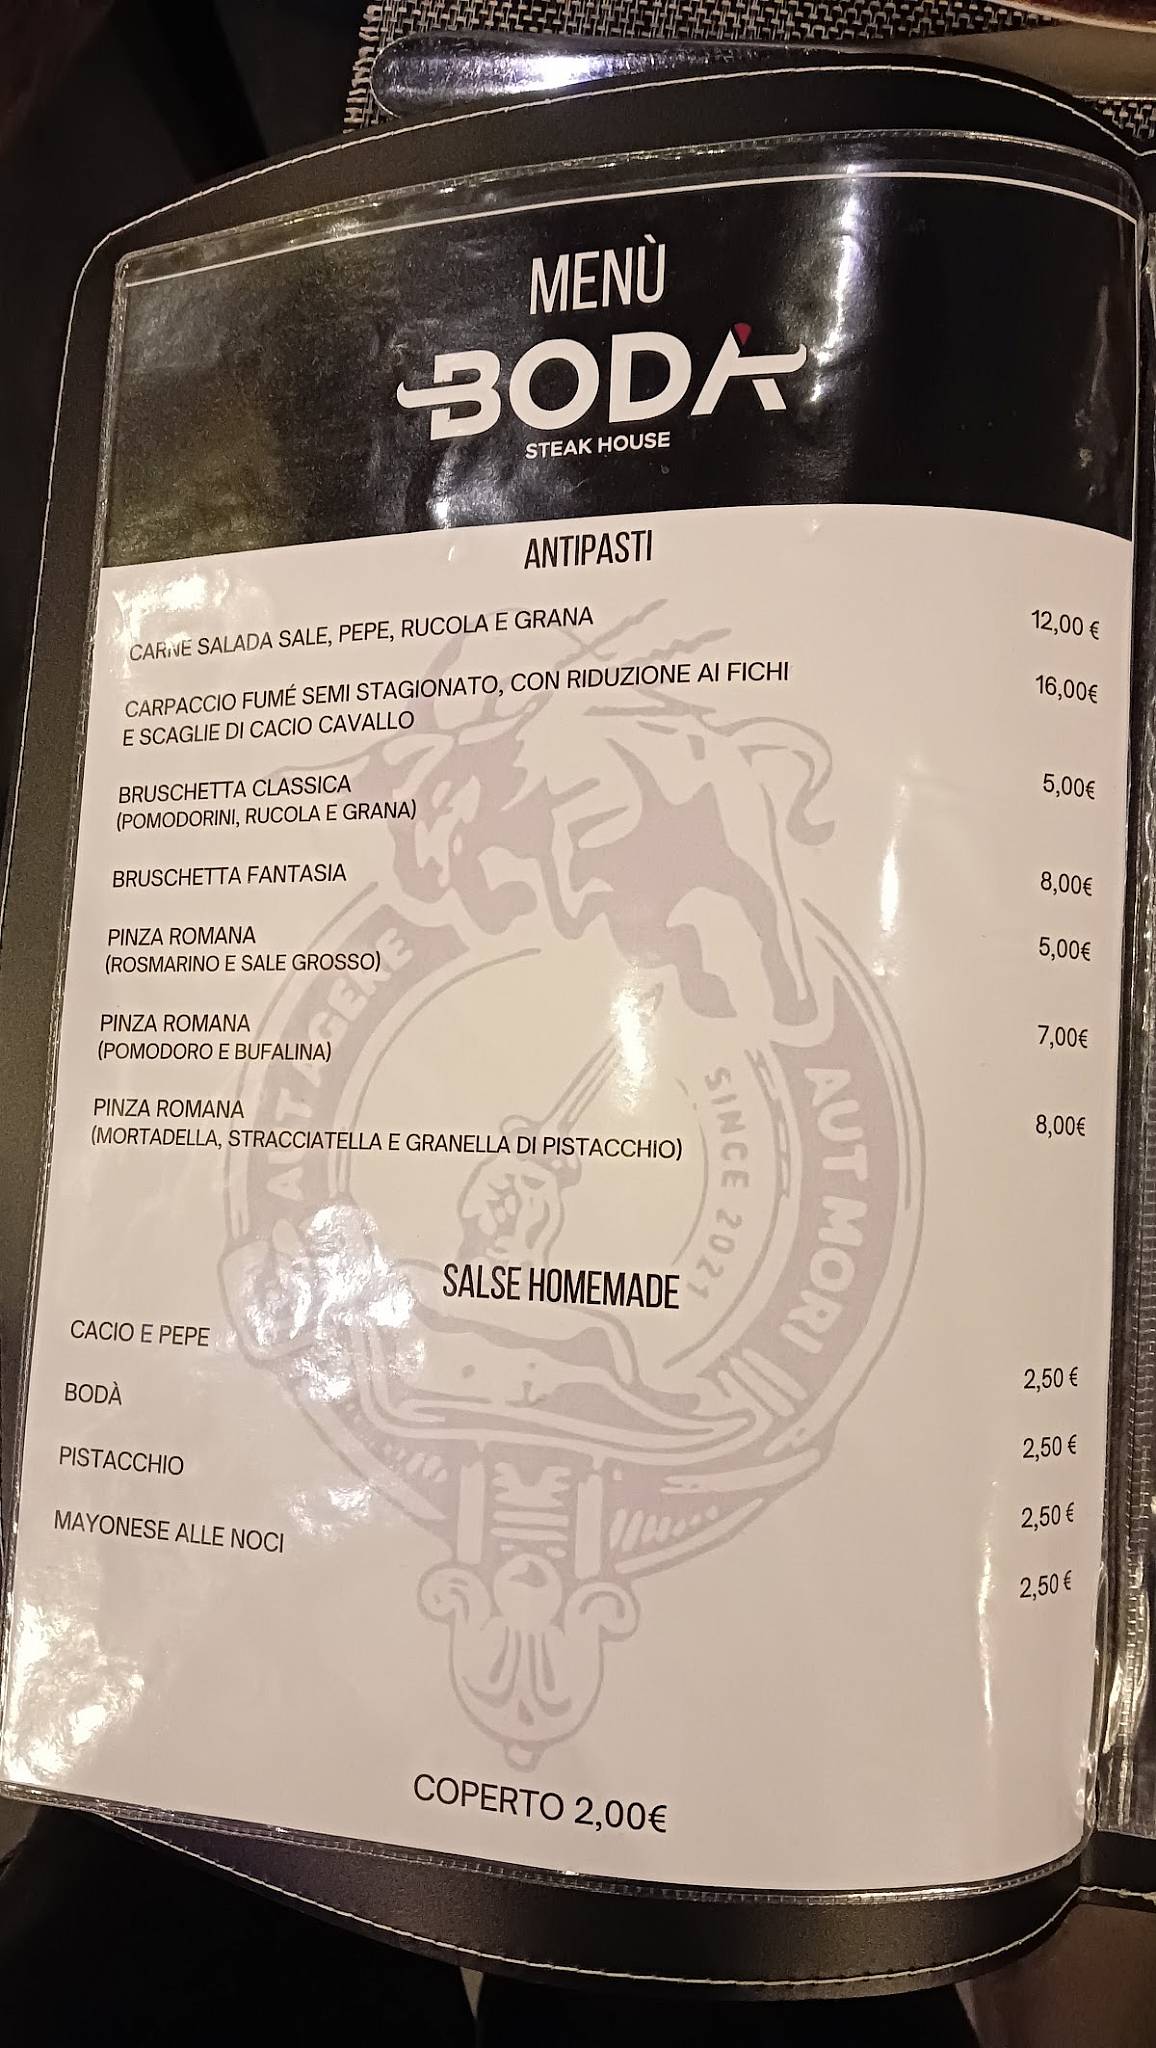 MENÙ
BODÀ
STEAK HOUSE
ANTIPASTI
CARNE SALADA SALE, PEPE, RUCOLA E GRANA 12,00 €
CARPACCIO FUMÉ SEMI STAGIONATO, CON RIDUZIONE AI FICHI 16,00€
E SCAGLIE DI CACIO CAVALLO
BRUSCHETTA CLASSICA 5,00€
(POMODORINI, RUCOLA E GRANA)
BRUSCHETTA FANTASIA 8,00€
PINZA ROMANA 5,00€
(ROSMARINO E SALE GROSSO)
PINZA ROMANA 7,00€
(POMODORO E BUFALINA)
PINZA ROMANA 8,00€
(MORTADELLA, STRACCIATELLA E GRANELLA DI PISTACCHIO)
AUT AGERE AUT MORI
SINCE 2021
SALSE HOMEMADE
CACIO E PEPE 2,50 €
BODÀ 2,50 €
PISTACCHIO 2,50 €
MAYONESE ALLE NOCI 2,50 €
COPERTO 2,00€